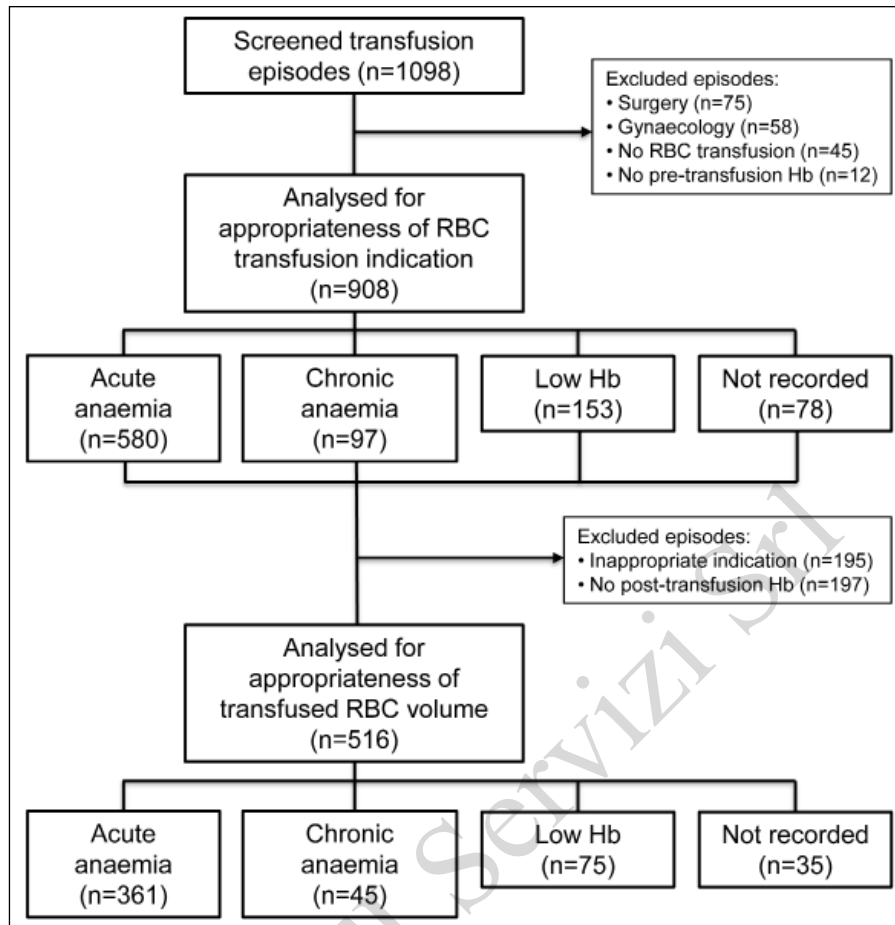 Screened transfusion
episodes (n=1098)
Excluded episodes:
• Surgery (n=75)
• Gynaecology (n=58)
• No RBC transfusion (n=45)
• No pre-transfusion Hb (n=12)
Analysed for
appropriateness of RBC
transfusion indication
(n=908)
Acute
anaemia
(n=580)
Chronic
anaemia
(n=97)
Low Hb
(n=153)
Not recorded
(n=78)
Excluded episodes:
• Inappropriate indication (n=195)
• No post-transfusion Hb (n=197)
Analysed for
appropriateness of
transfused RBC volume
(n=516)
Acute
anaemia
(n=361)
Chronic
anaemia
(n=45)
Low Hb
(n=75)
Not recorded
(n=35)
Servizi Srl